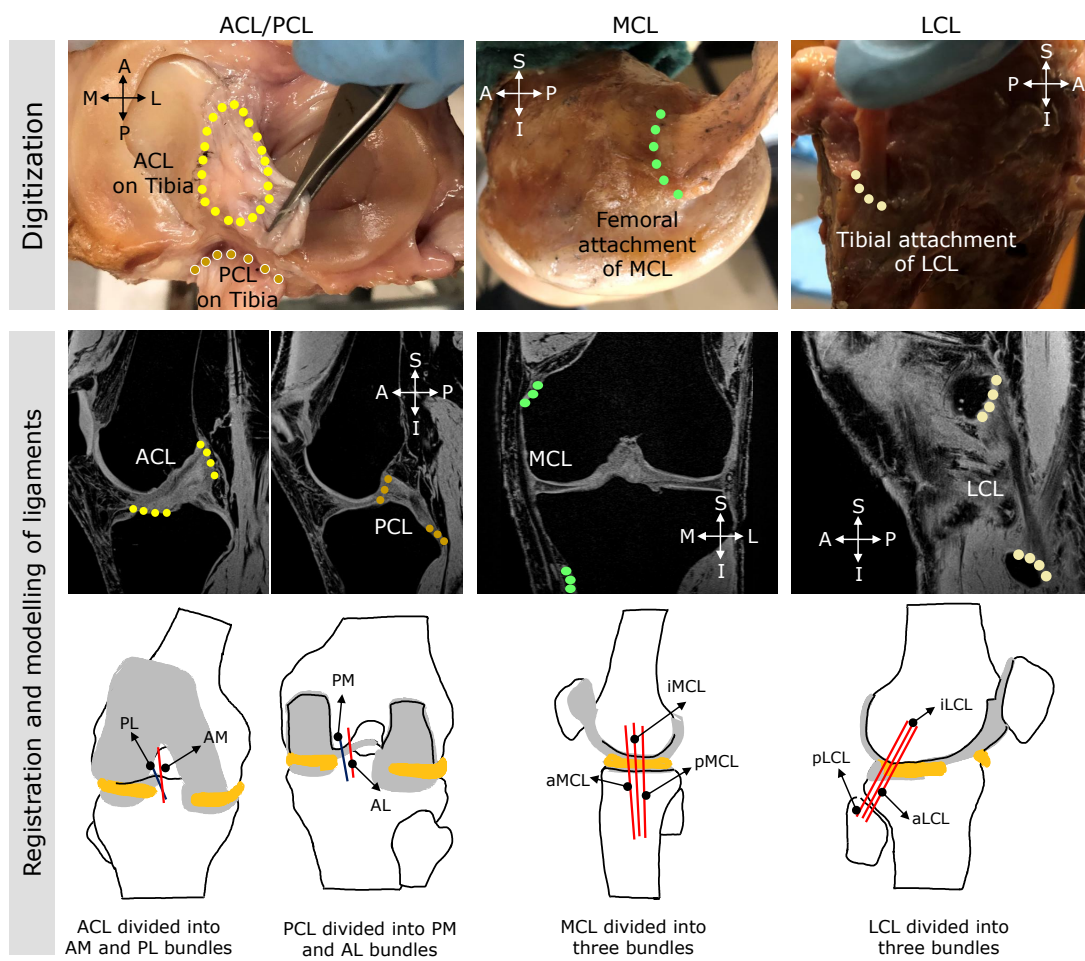 ACL/PCL
MCL
LCL
Digitization
A
M
L
P
ACL
on Tibia
PCL
on Tibia
S
A
P
I
Femoral
attachment
of MCL
S
P
A
I
Tibial attachment
of LCL
Registration and modelling of ligaments
ACL
S
A
P
I
PCL
MCL
S
M
L
I
LCL
S
A
P
I
PL
AM
PM
AL
iMCL
aMCL
pMCL
iLCL
pLCL
aLCL
ACL divided into
AM and PL bundles
PCL divided into PM
and AL bundles
MCL divided into
three bundles
LCL divided into
three bundles